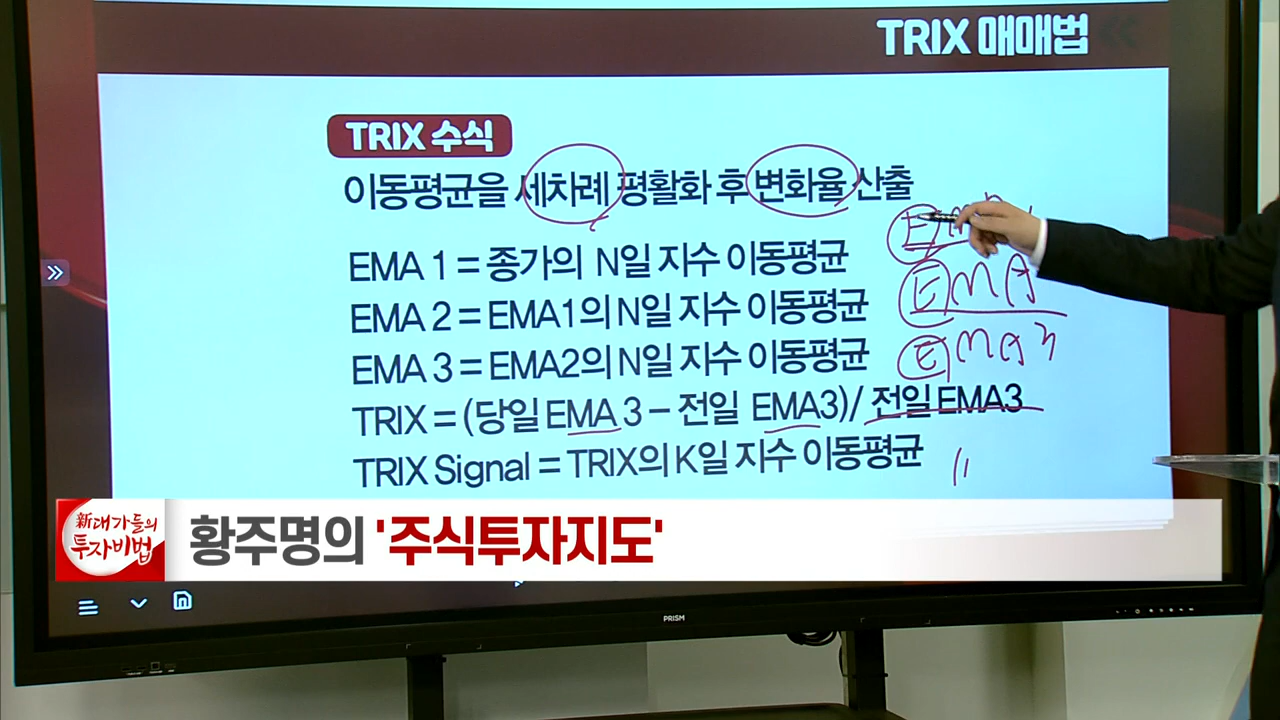 TRIX 매매법
TRIX 수식
이동평균을 세차례 평활화 후 변화율 산출
EMA 1 = 종가의 N일 지수 이동평균
EMA 2 = EMA1의 N일 지수 이동평균
EMA 3 = EMA2의 N일 지수 이동평균
TRIX = (당일 EMA 3 – 전일 EMA3)/ 전일 EMA3
TRIX Signal = TRIX의 K일 지수 이동평균
EMA
EMA3
新대가들의
투자비법
황주명의 '주식투자지도'
PRISM